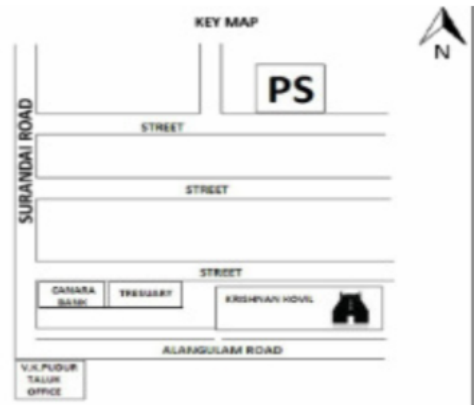 KEY MAP
N
PS
STREET
SURANDAI ROAD
STREET
STREET
CANARA
BANK
TRESUARY
KRISHNAN KOVIL
ALANGULAM ROAD
V.K.PUDUR
TALUK
OFFICE